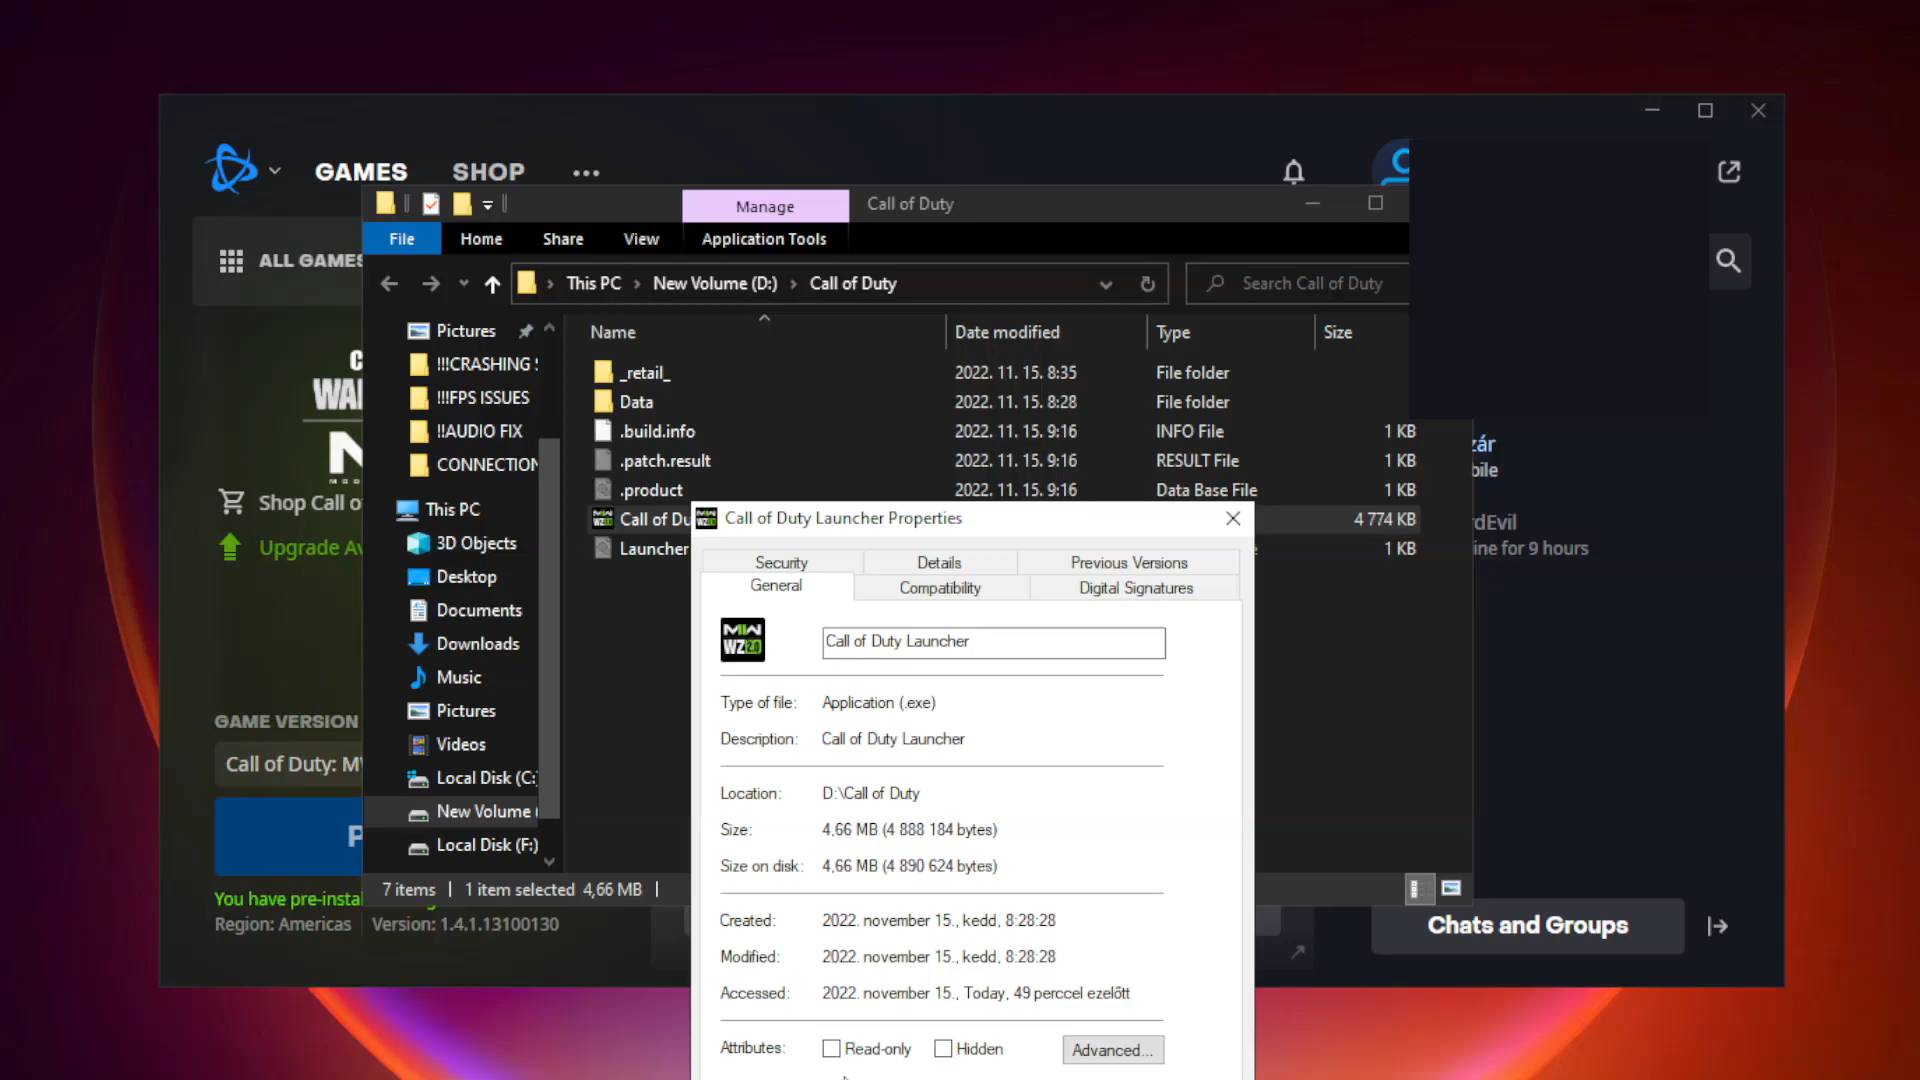 GAMES SHOP ...
Manage Call of Duty
File Home Share View Application Tools
ALL GAMES
This PC New Volume (D:) Call of Duty Search Call of Duty
Name Date modified Type Size
Pictures
!!!CRASHING
!!!FPS ISSUES
!!AUDIO FIX
CONNECTION
_retail_ 2022. 11. 15. 8:35 File folder
Data 2022. 11. 15. 8:28 File folder
.build.info 2022. 11. 15. 9:16 INFO File 1 KB
.patch.result 2022. 11. 15. 9:16 RESULT File 1 KB
.product 2022. 11. 15. 9:16 Data Base File 1 KB
Call of Du 4 774 KB
Launcher 1 KB
This PC
3D Objects
Desktop
Documents
Downloads
Music
Pictures
Videos
Local Disk (C:)
New Volume (
Local Disk (F:)
7 items 1 item selected 4,66 MB
Shop Call o
Upgrade Av
GAME VERSION
Call of Duty: M
P
You have pre-insta
Region: Americas Version: 1.4.1.13100130
zár
bile
dEvil
ine for 9 hours
Chats and Groups
Call of Duty Launcher Properties
Security Details Previous Versions
General Compatibility Digital Signatures
MW
WZ 2.0
Call of Duty Launcher
Type of file: Application (.exe)
Description: Call of Duty Launcher
Location: D:\Call of Duty
Size: 4,66 MB (4 888 184 bytes)
Size on disk: 4,66 MB (4 890 624 bytes)
Created: 2022. november 15., kedd, 8:28:28
Modified: 2022. november 15., kedd, 8:28:28
Accessed: 2022. november 15., Today, 49 perccel ezelőtt
Attributes: Read-only Hidden Advanced...